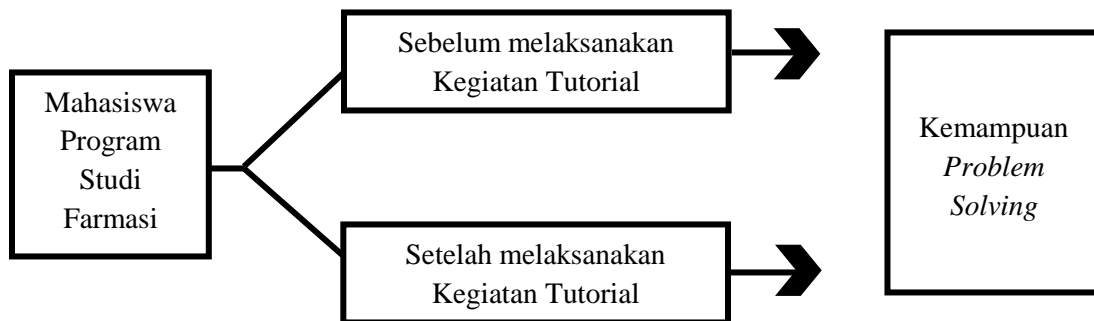 Mahasiswa
Program
Studi
Farmasi
Sebelum melaksanakan
Kegiatan Tutorial
Setelah melaksanakan
Kegiatan Tutorial
Kemampuan
Problem
Solving